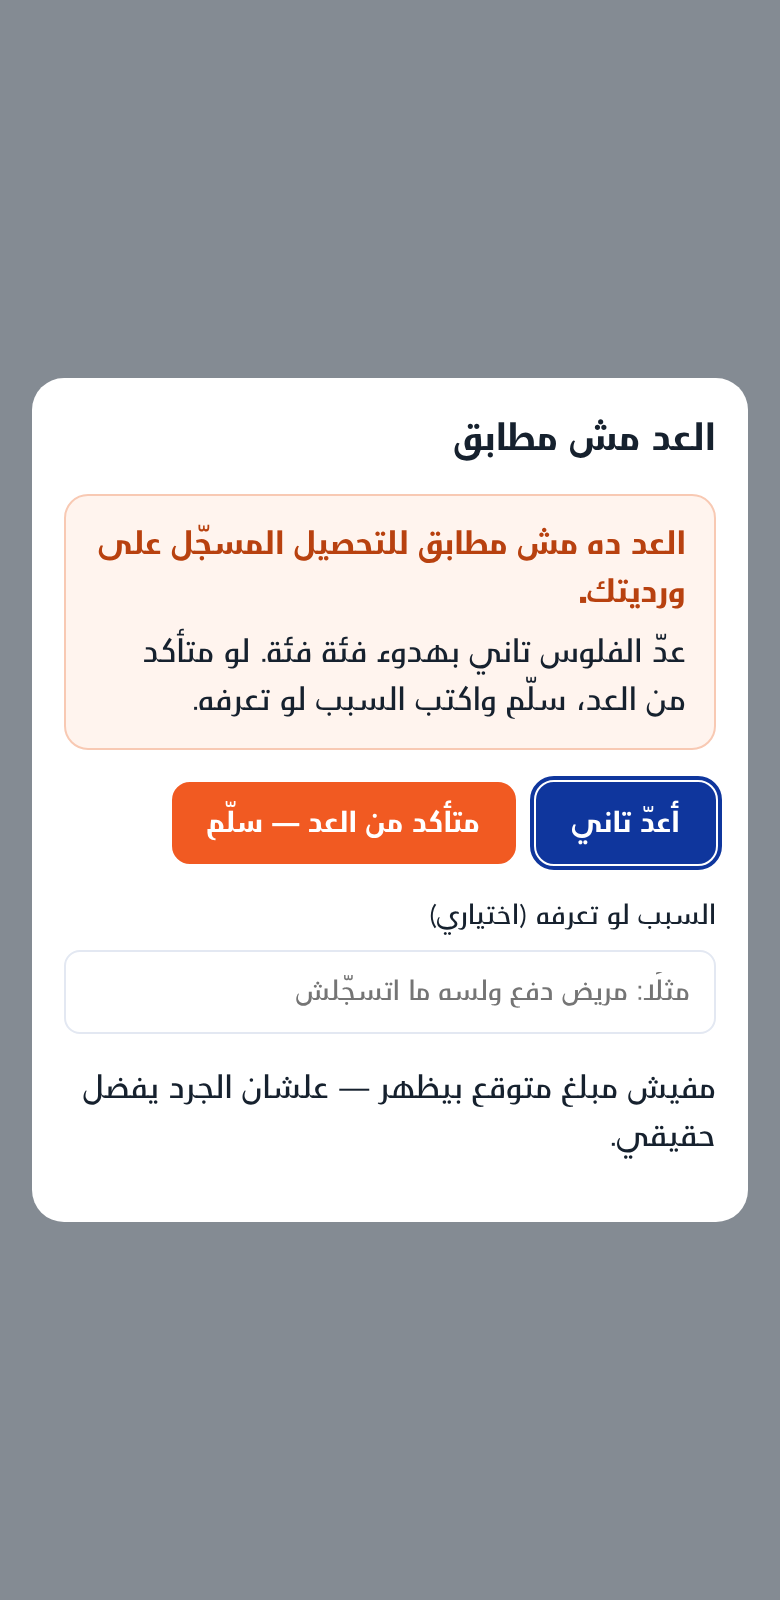 العد مش مطابق
العد ده مش مطابق للتحصيل المسجّل على
ورديتك.
عدّ الفلوس تاني بهدوء فئة فئة. لو متأكد
من العد، سلّم واكتب السبب لو تعرفه.
أعدّ تاني
متأكد من العد — سلّم
السبب لو تعرفه (اختياري)
مثلًا: مريض دفع ولسه ما اتسجّلش
مفيش مبلغ متوقع بيظهر — علشان الجرد يفضل
حقيقي.